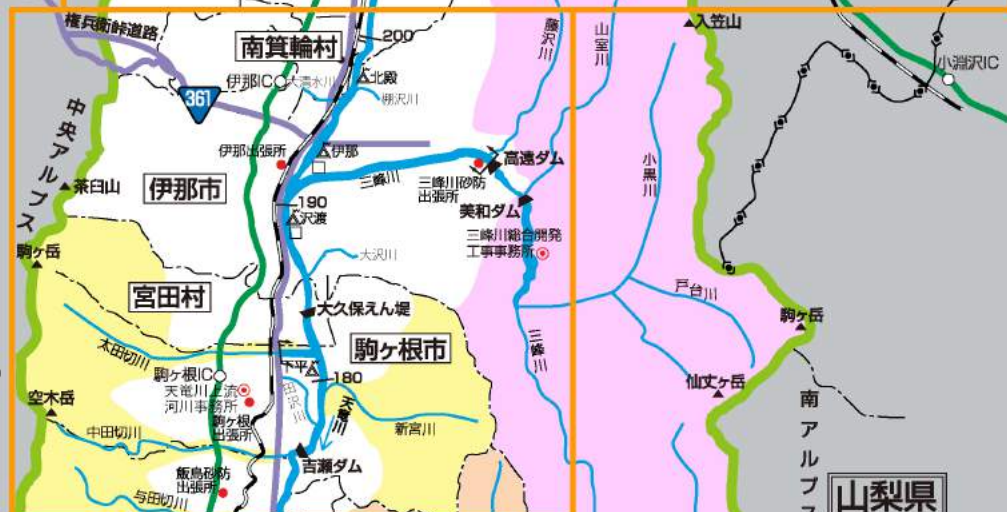 権兵衛峠道路
南箕輪村
200
藤沢川
山室川
入笠山
小淵沢IC
伊那IC
大清水川
北殿
棚沢川
361
中央アルプス
伊那出張所
伊那
高遠ダム
小黒川
茶臼山
伊那市
三峰川
三峰川砂防
出張所
美和ダム
190
沢渡
三峰川総合開発
工事事務所
駒ヶ岳
大沢川
宮田村
大久保えん堤
戸台川
駒ヶ岳
太田切川
駒ヶ根市
三峰川
下平
180
駒ヶ根IC
天竜川上流
河川事務所
田沢川
仙丈ヶ岳
空木岳
駒ヶ根
出張所
天竜川
新宮川
南アルプス
中田切川
吉瀬ダム
飯島砂防
出張所
与田切川
山梨県